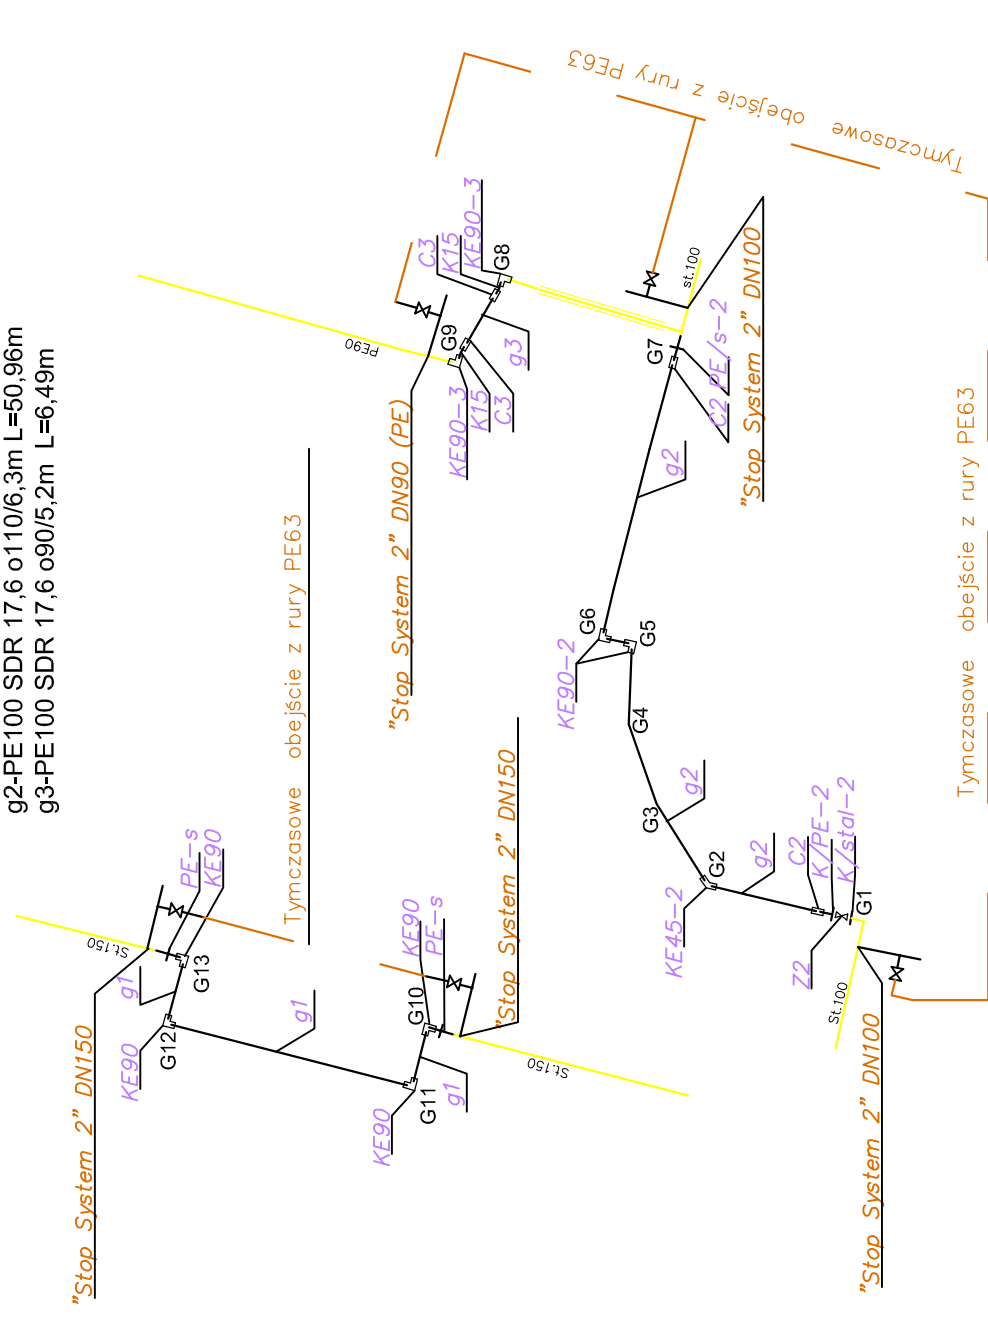 g2-PE100 SDR 17,6 o110/6,3m L=50,96m
g3-PE100 SDR 17,6 o90/5,2m L=6,49m
"Stop System 2" DN150
KE90
G12
g1
St.150
G13
PE-s
KE90
Tymczasowe obejście z rury PE63
g1
KE90
G11
g1
G10
KE90
PE-s
St.150
"Stop System 2" DN150
"Stop System 2" DN90 (PE)
PE90
G9
KE90-3
K15
C3
g3
C3
K15
KE90-3
G8
Tymczasowe obejście z rury PE63
st.100
"Stop System 2" DN100
G7
C2
PE/s-2
g2
G6
G5
KE90-2
G4
G3
g2
G2
KE45-2
g2
C2
K/PE-2
K/stal-2
G1
Z2
St.100
"Stop System 2" DN100
Tymczasowe obejście z rury PE63